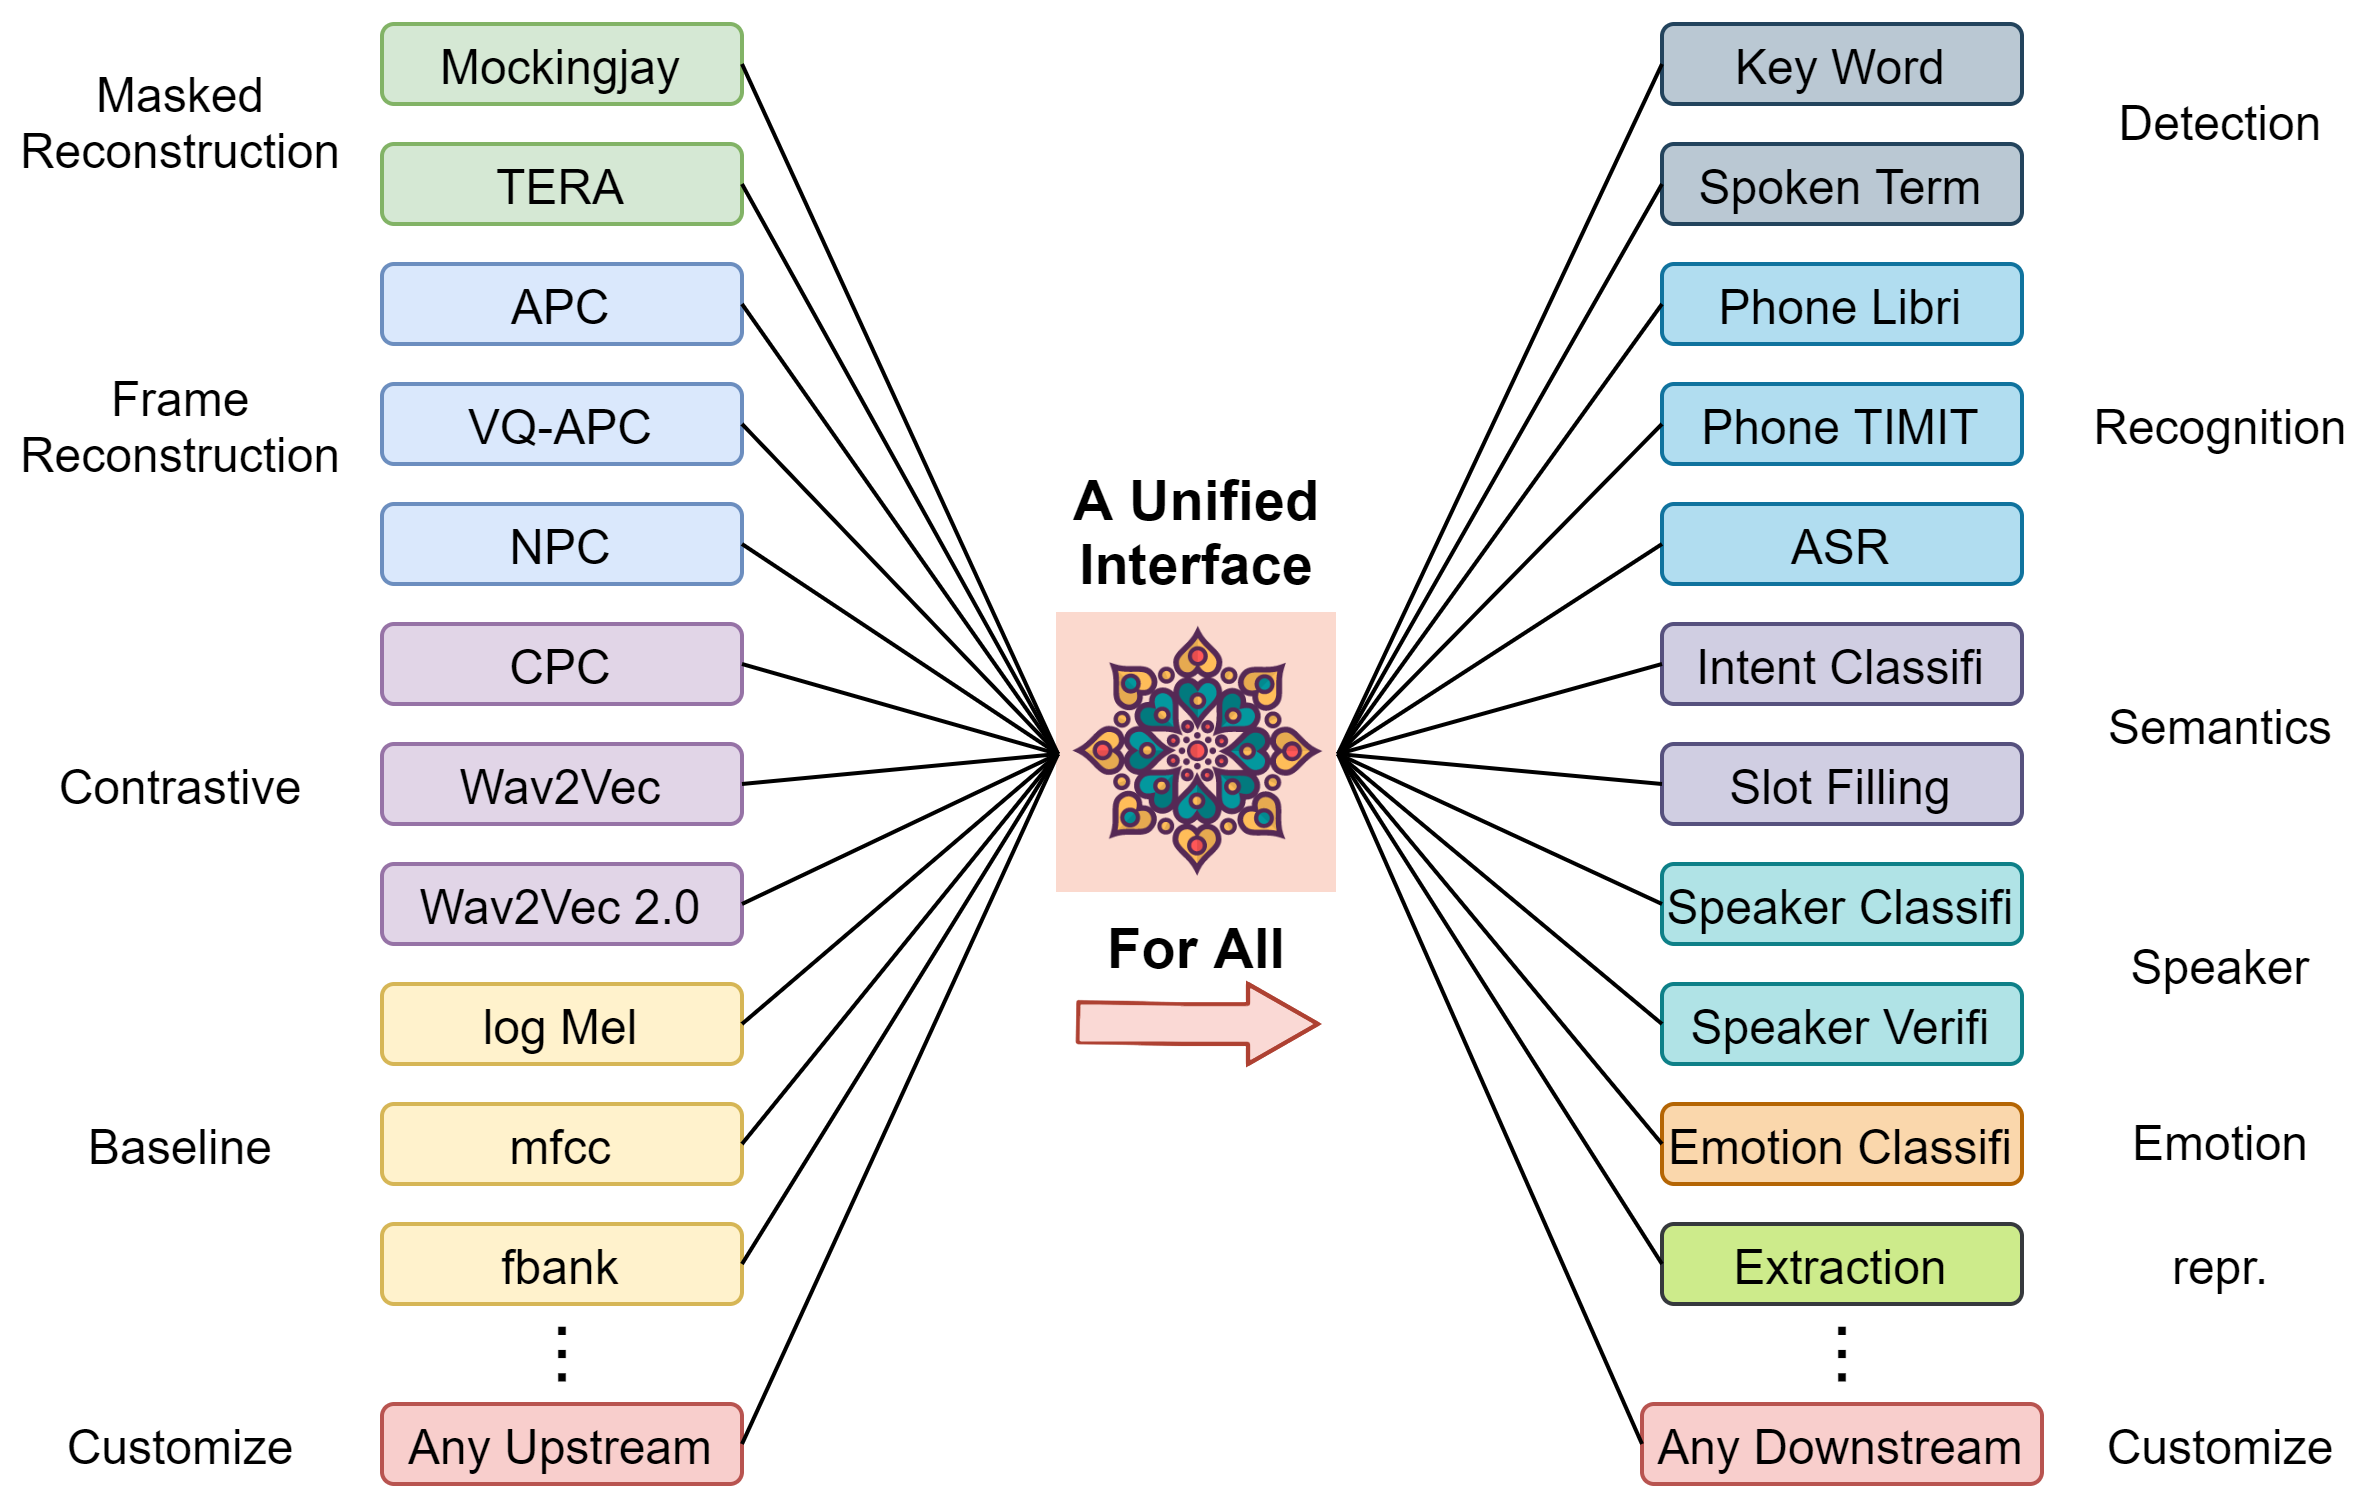 Masked
Reconstruction
Mockingjay
TERA
Frame
Reconstruction
APC
VQ-APC
NPC
Contrastive
CPC
Wav2Vec
Wav2Vec 2.0
Baseline
log Mel
mfcc
fbank
Customize
Any Upstream
A Unified
Interface
For All
Key Word
Spoken Term
Detection
Phone Libri
Phone TIMIT
ASR
Recognition
Intent Classifi
Slot Filling
Semantics
Speaker Classifi
Speaker Verifi
Speaker
Emotion Classifi
Emotion
Extraction
repr.
Any Downstream
Customize